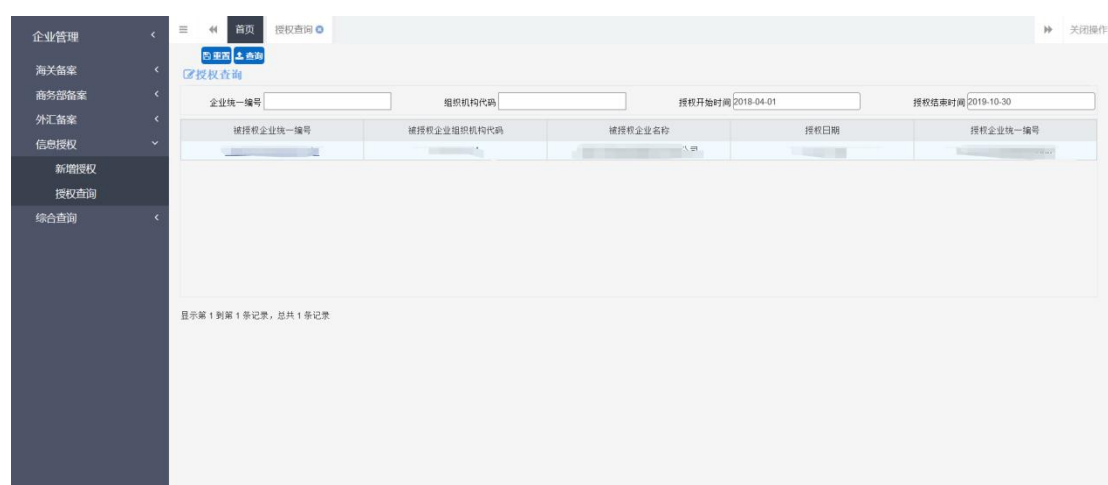 企业管理
首页 授权查询 关闭操作
重置 查询
授权查询
海关备案
商务部备案
外汇备案
信息授权
新增授权
授权查询
综合查询
企业统一编号 组织机构代码 授权开始时间 2018-04-01 授权结束时间 2019-10-30
被授权企业统一编号 被授权企业组织机构代码 被授权企业名称 授权日期 授权企业统一编号
显示第 1 到第 1 条记录，总共 1 条记录